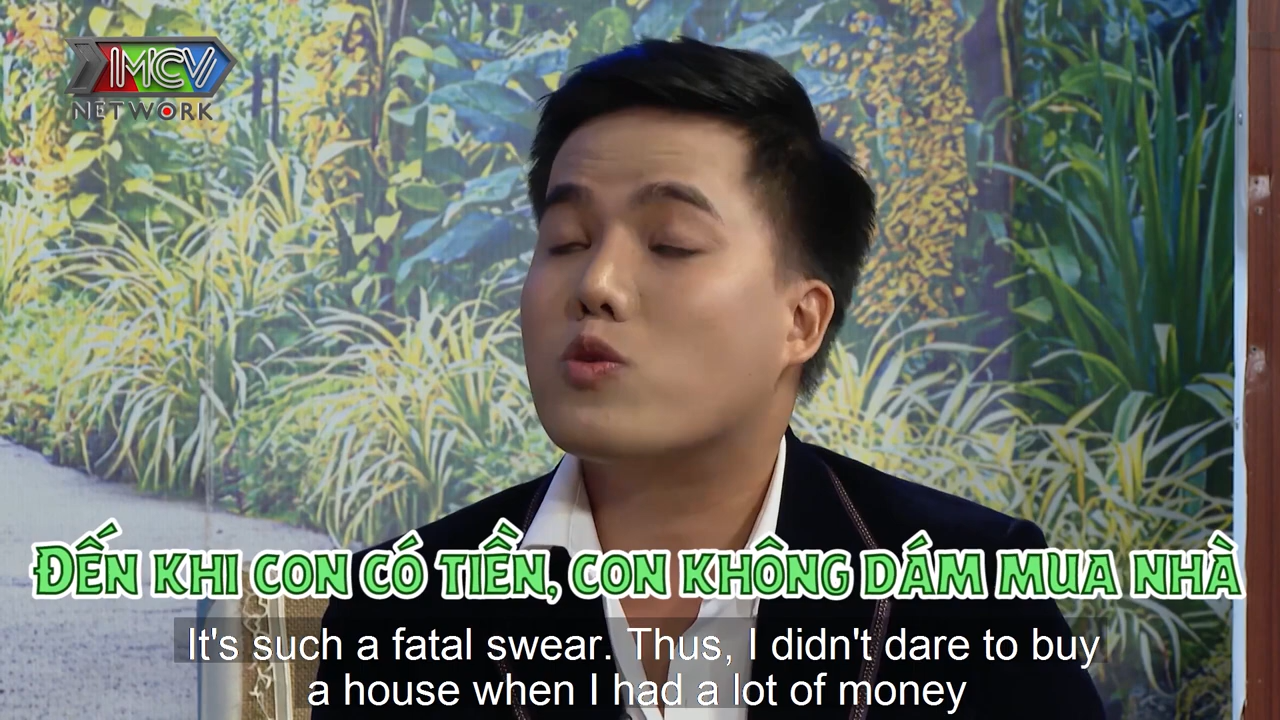 MCV
NETWORK
ĐẾN KHI CON CÓ TIỀN, CON KHÔNG DÁM MUA NHÀ
It's such a fatal swear. Thus, I didn't dare to buy
a house when I had a lot of money